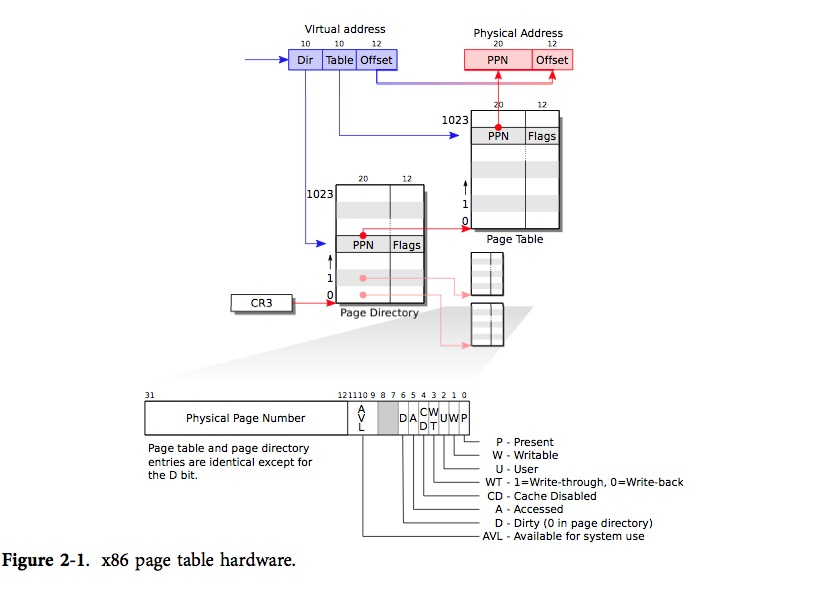 VIrtual address
10 10 12
Dir Table Offset
Physical Address
20 12
PPN Offset
20 12
1023
PPN Flags
1
0
Page Table
20 12
1023
PPN Flags
1
0
CR3
Page Directory
31 12 11 10 9 8 7 6 5 4 3 2 1 0
Physical Page Number A V L D A CD WT U W P
Page table and page directory
entries are identical except for
the D bit.
P - Present
W - Writable
U - User
WT - 1=Write-through, 0=Write-back
CD - Cache Disabled
A - Accessed
D - Dirty (0 in page directory)
AVL - Available for system use
Figure 2-1. x86 page table hardware.